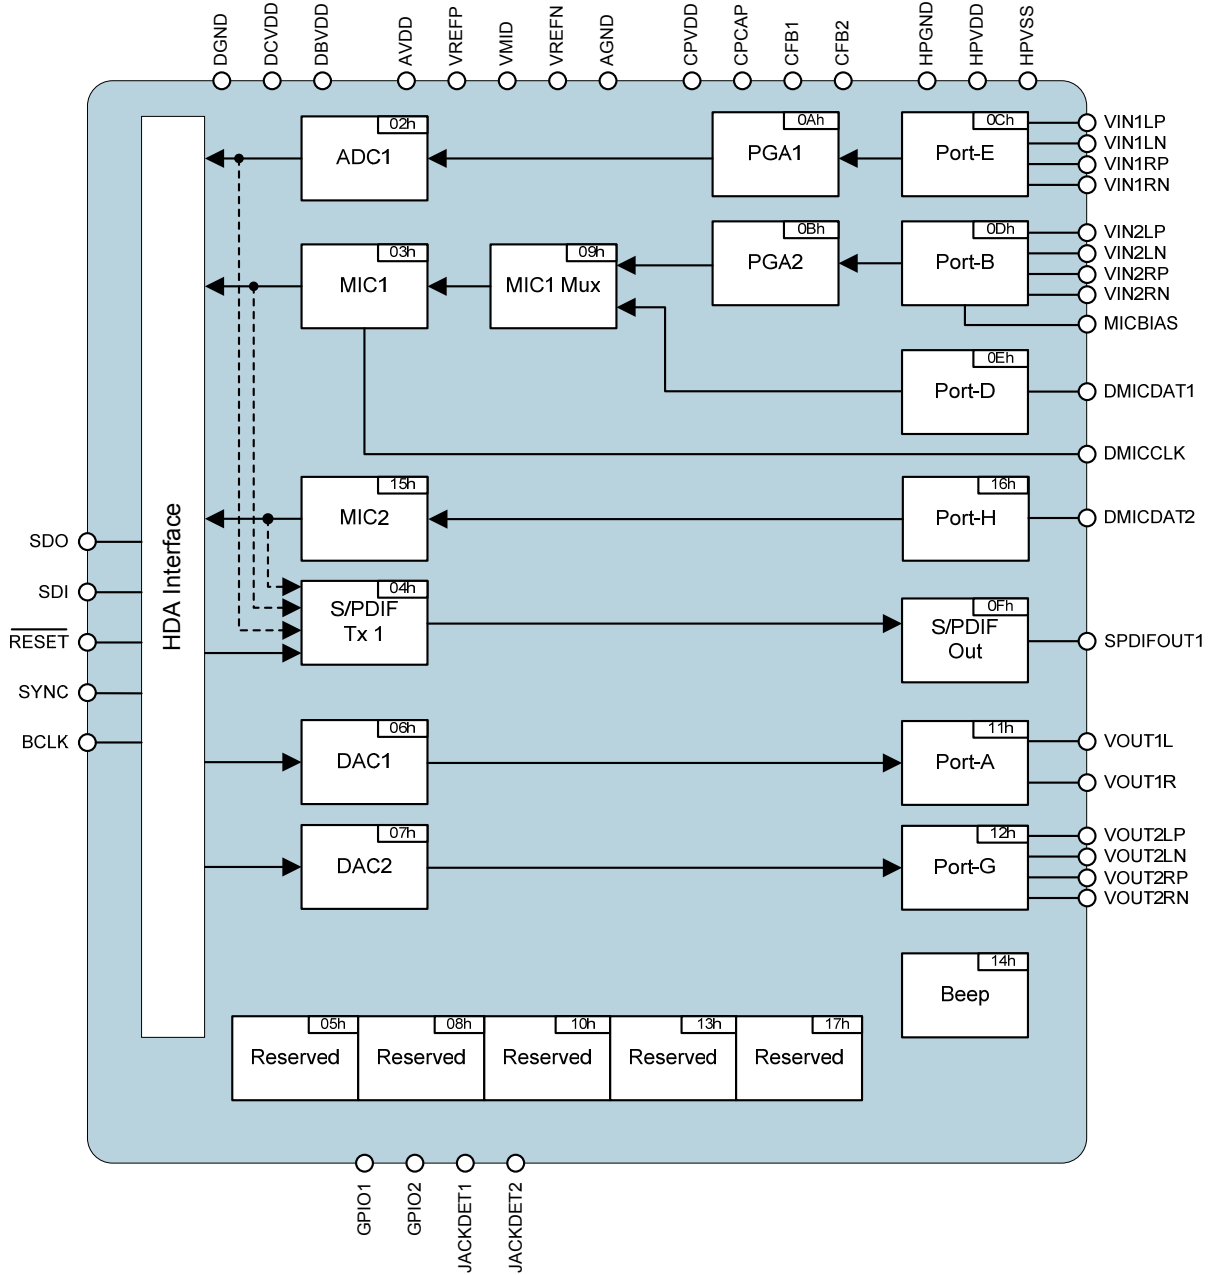 DGND
DCVDD
DBVDD
AVDD
VREFP
VMID
VREFN
AGND
CPVDD
CPCAP
CFB1
CFB2
HPGND
HPVDD
HPVSS
02h
ADC1
0Ah
PGA1
0Ch
Port-E
VIN1LP
VIN1LN
VIN1RP
VIN1RN
03h
MIC1
09h
MIC1 Mux
0Bh
PGA2
0Dh
Port-B
VIN2LP
VIN2LN
VIN2RP
VIN2RN
MICBIAS
0Eh
Port-D
DMICDAT1
DMICCLK
15h
MIC2
16h
Port-H
DMICDAT2
HDA Interface
SDO
SDI
RESET
SYNC
BCLK
04h
S/PDIF
Tx 1
0Fh
S/PDIF
Out
SPDIFOUT1
06h
DAC1
11h
Port-A
VOUT1L
VOUT1R
07h
DAC2
12h
Port-G
VOUT2LP
VOUT2LN
VOUT2RP
VOUT2RN
14h
Beep
05h
Reserved
08h
Reserved
10h
Reserved
13h
Reserved
17h
Reserved
GPIO1
GPIO2
JACKDET1
JACKDET2